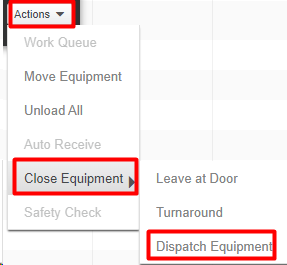 Actions
Work Queue
Move Equipment
Unload All
Auto Receive
Close Equipment
Safety Check
Leave at Door
Turnaround
Dispatch Equipment